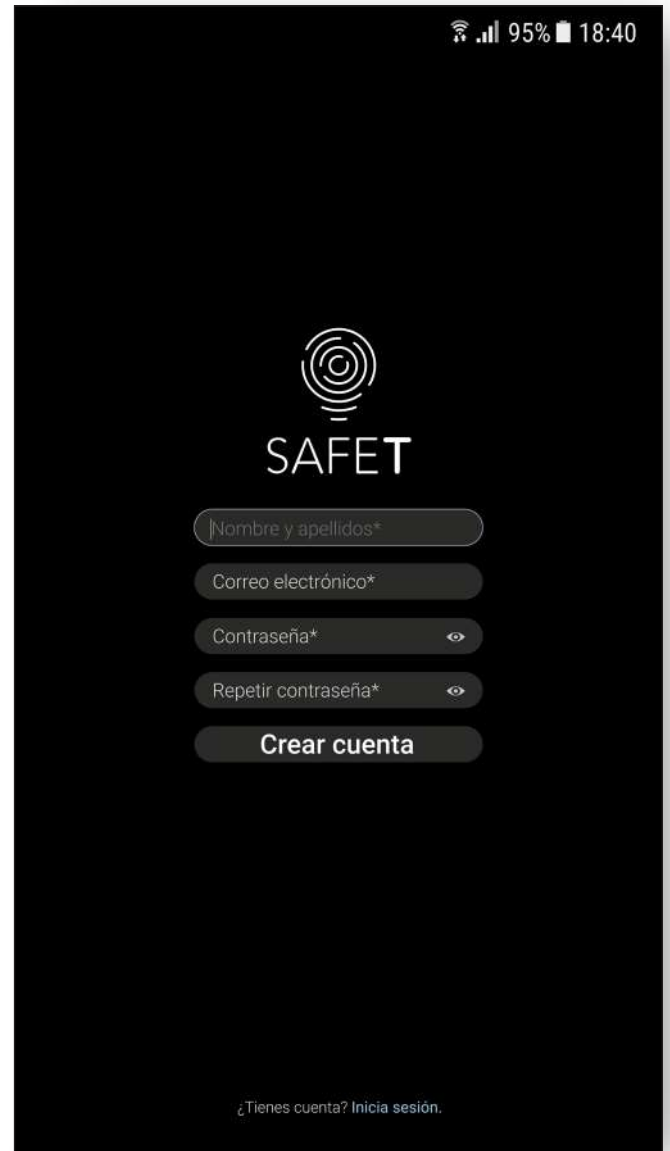 95% 18:40
SAFET
Nombre y apellidos*
Correo electrónico*
Contraseña*
Repetir contraseña*
Crear cuenta
¿Tienes cuenta? Inicia sesión.